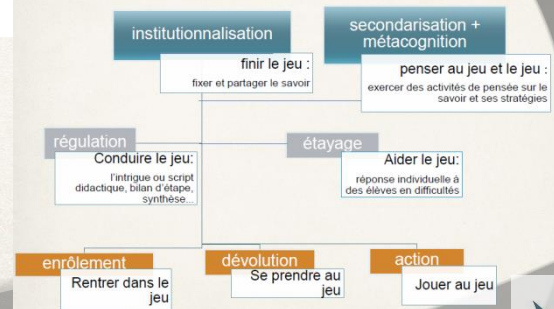 institutionnalisation
finir le jeu :
fixer et partager le savoir
secondarisation +
métacognition
penser au jeu et le jeu :
exercer des activités de pensée sur le
savoir et ses stratégies
régulation
Conduire le jeu:
l'intrigue ou script
didactique, bilan d'étape,
synthèse...
étayage
Aider le jeu:
réponse individuelle à
des élèves en difficultés
enrôlement
Rentrer dans le
jeu
dévolution
Se prendre au
jeu
action
Jouer au jeu